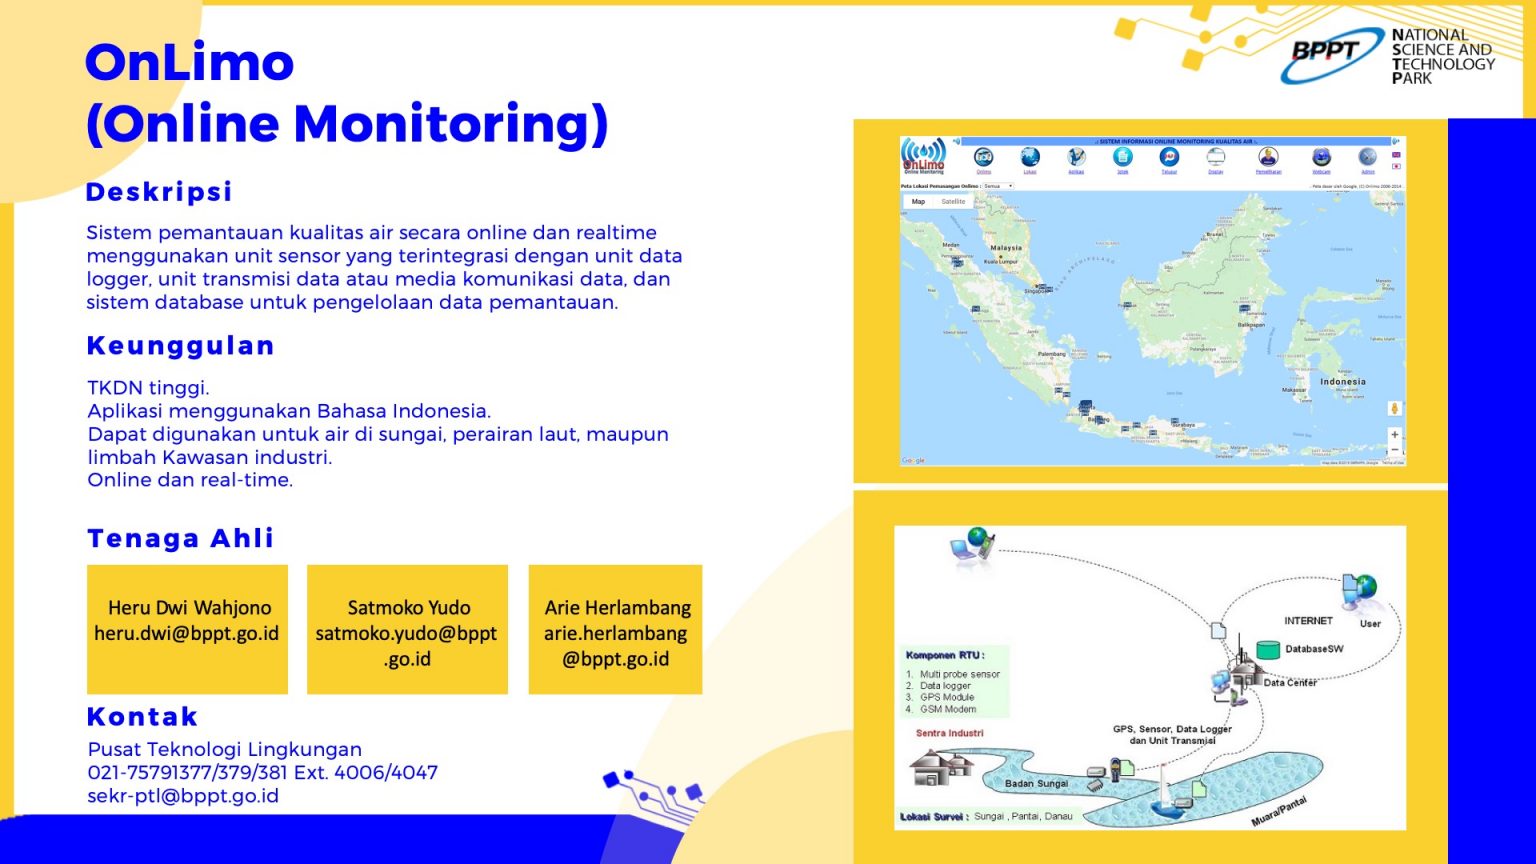 OnLimo
(Online Monitoring)
BPPT
NATIONAL
SCIENCE AND
TECHNOLOGY
PARK
Deskripsi
Sistem pemantauan kualitas air secara online dan realtime
menggunakan unit sensor yang terintegrasi dengan unit data
logger, unit transmisi data atau media komunikasi data, dan
sistem database untuk pengelolaan data pemantauan.
Keunggulan
TKDN tinggi.
Aplikasi menggunakan Bahasa Indonesia.
Dapat digunakan untuk air di sungai, perairan laut, maupun
limbah Kawasan industri.
Online dan real-time.
Tenaga Ahli
Heru Dwi Wahjono
heru.dwi@bppt.go.id
Satmoko Yudo
satmoko.yudo@bppt
.go.id
Arie Herlambang
arie.herlambang
@bppt.go.id
Kontak
Pusat Teknologi Lingkungan
021-75791377/379/381 Ext. 4006/4047
sekr-ptl@bppt.go.id
OnLimo
Online Monitoring
.: SISTEM INFORMASI ONLINE MONITORING KUALITAS AIR :.
Onlimo
Lokasi
Aplikasi
Display
Pemeliharaan
Webcam
Admin
Peta Lokasi Pemasangan Onlimo : Semua
Map
Satellite
Medan
Malaysia
Kuala Lumpur
Brunei
Balikpapan
Palembang
Makassar
Indonesia
Surabaya
Google
INTERNET
User
DatabaseSW
Data Center
Komponen RTU :
1. Multi probe sensor
2. Data logger
3. GPS Module
4. GSM Modem
Sentra Industri
GPS, Sensor, Data Logger
dan Unit Transmisi
Badan Sungai
Muara/Pantai
Lokasi Survei : Sungai , Pantai, Danau